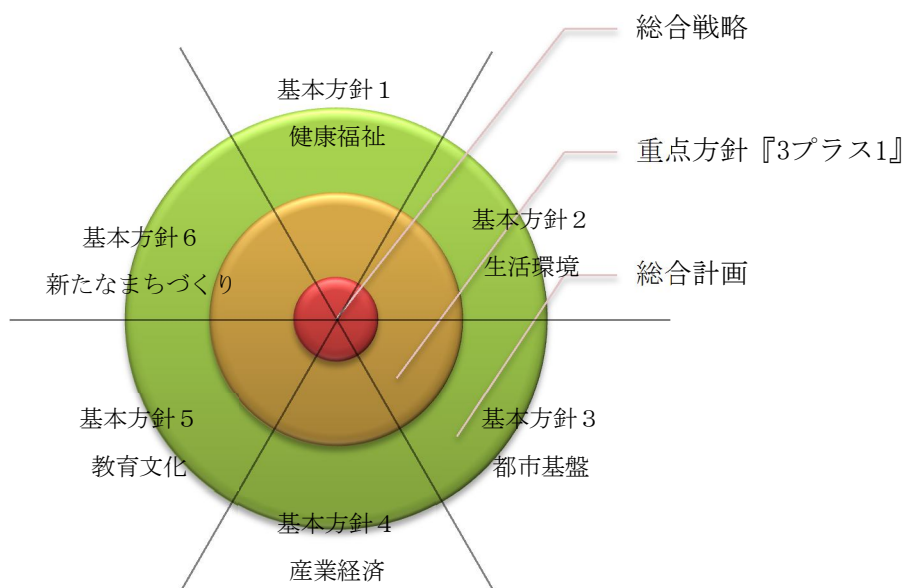 総合戦略
重点方針『3プラス1』
総合計画
基本方針１
健康福祉
基本方針２
生活環境
基本方針３
都市基盤
基本方針４
産業経済
基本方針５
教育文化
基本方針６
新たなまちづくり